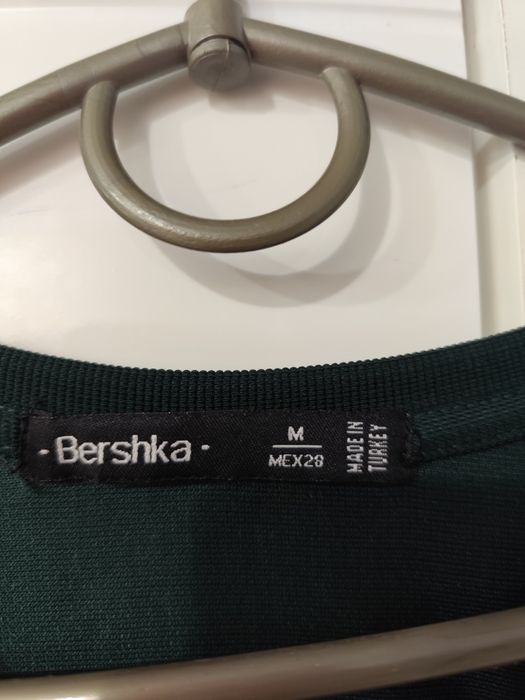 · Bershka ·
M
MEX28
MADE IN
TURKEY